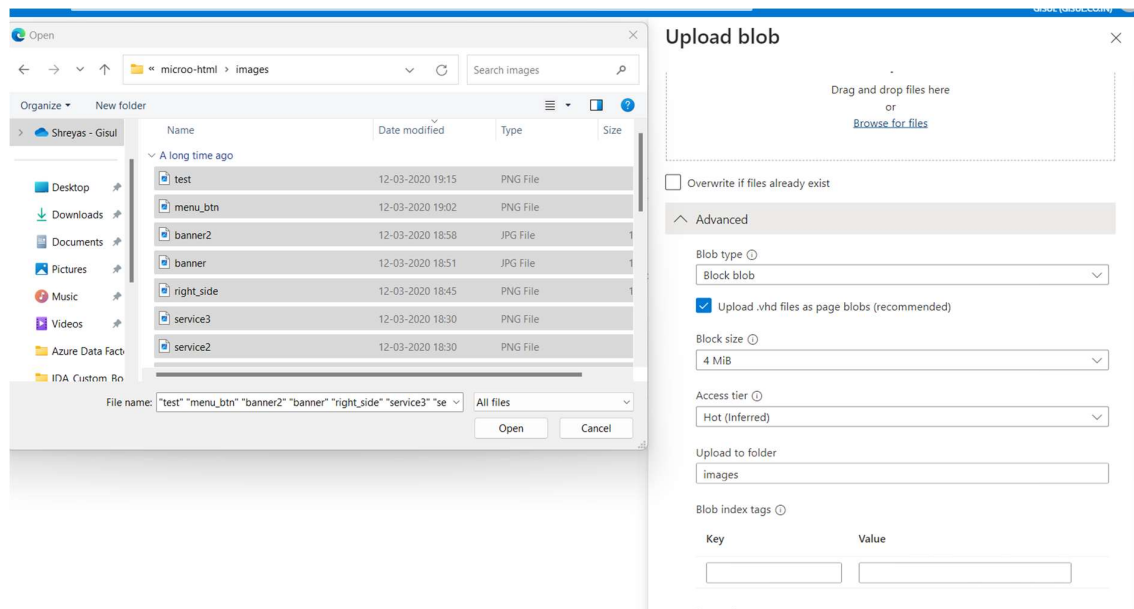 Open
« microo-html > images
Search images
Organize
New folder
Shreyas - Gisul
Desktop
Downloads
Documents
Pictures
Music
Videos
Azure Data Fact
IDA Custom Bo
Name Date modified Type Size
A long time ago
test 12-03-2020 19:15 PNG File
menu_btn 12-03-2020 19:02 PNG File
banner2 12-03-2020 18:58 JPG File 1
banner 12-03-2020 18:51 JPG File 1
right_side 12-03-2020 18:45 PNG File 1
service3 12-03-2020 18:30 PNG File
service2 12-03-2020 18:30 PNG File
File name: "test" "menu_btn" "banner2" "banner" "right_side" "service3" "se
All files
Open Cancel
Upload blob
Drag and drop files here
or
Browse for files
Overwrite if files already exist
Advanced
Blob type
Block blob
Upload .vhd files as page blobs (recommended)
Block size
4 MiB
Access tier
Hot (Inferred)
Upload to folder
images
Blob index tags
Key Value